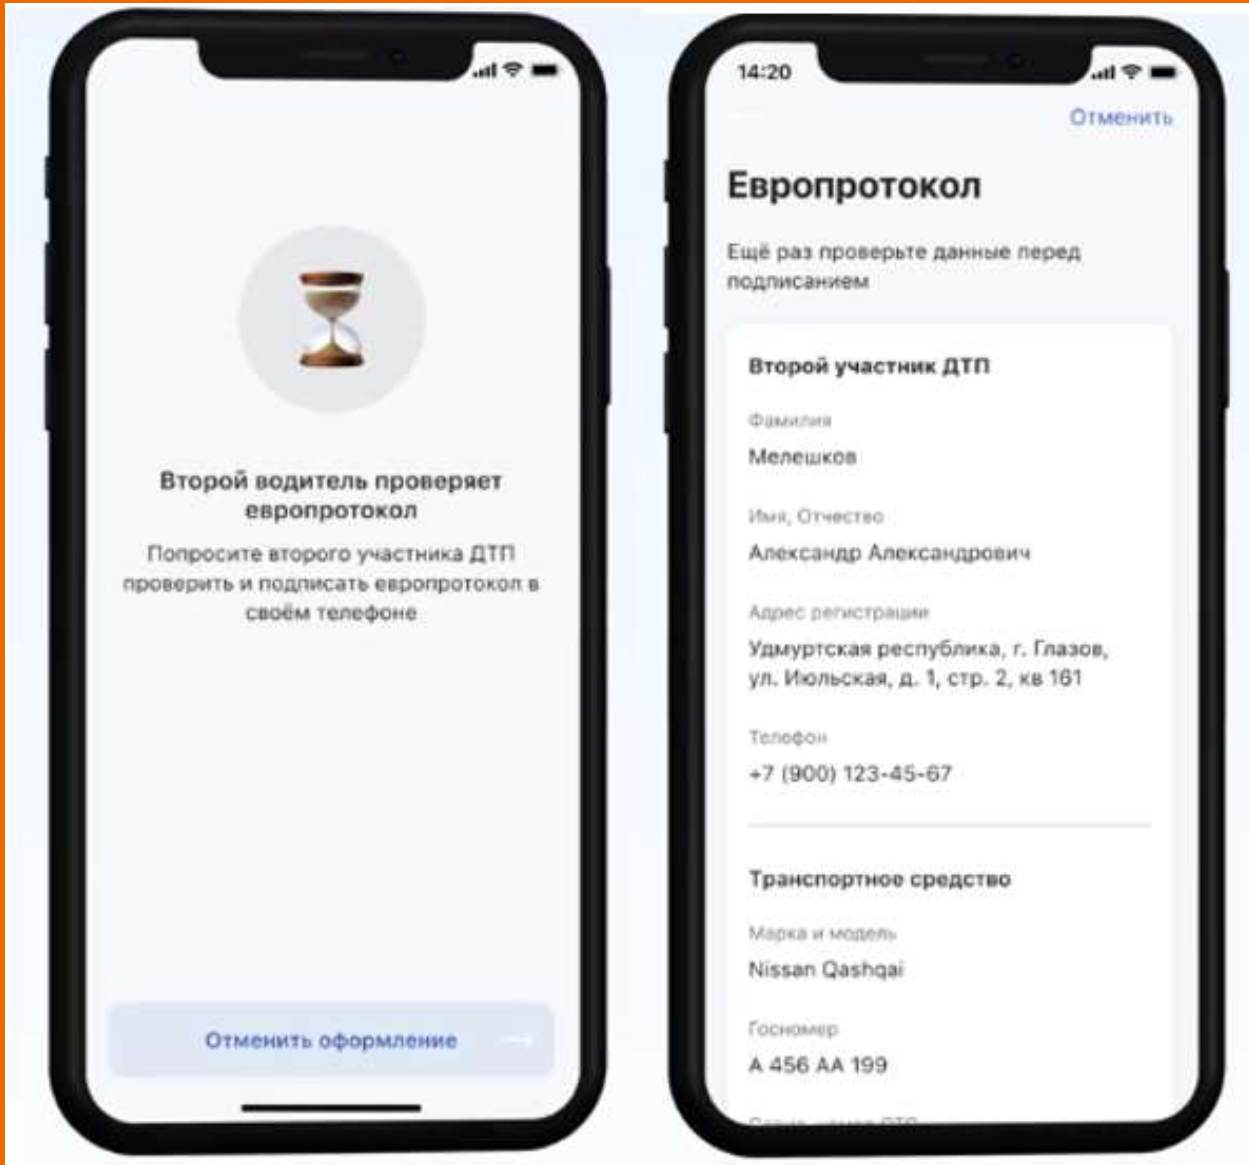 Второй водитель проверяет
европротокол
Попросите второго участника ДТП
проверить и подписать европротокол в
своём телефоне
Отменить оформление
14:20
Отменить
Европротокол
Ещё раз проверьте данные перед
подписанием
Второй участник ДТП
Фамилия
Мелешков
Имя, Отчество
Александр Александрович
Адрес регистрации
Удмуртская республика, г. Глазов,
ул. Июльская, д. 1, стр. 2, кв 161
Телефон
+7 (900) 123-45-67
Транспортное средство
Марка и модель
Nissan Qashqai
Госномер
А 456 АА 199